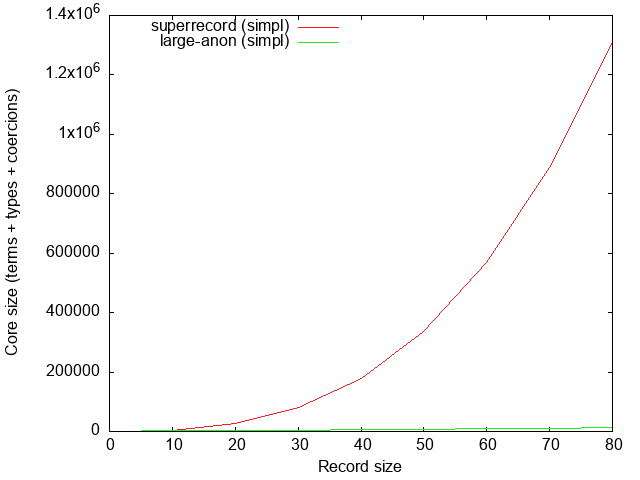 1.4x10^6
superrecord (simpl)
large-anon (simpl)
1.2x10^6
1x10^6
800000
600000
400000
200000
0
Core size (terms + types + coercions)
0 10 20 30 40 50 60 70 80
Record size